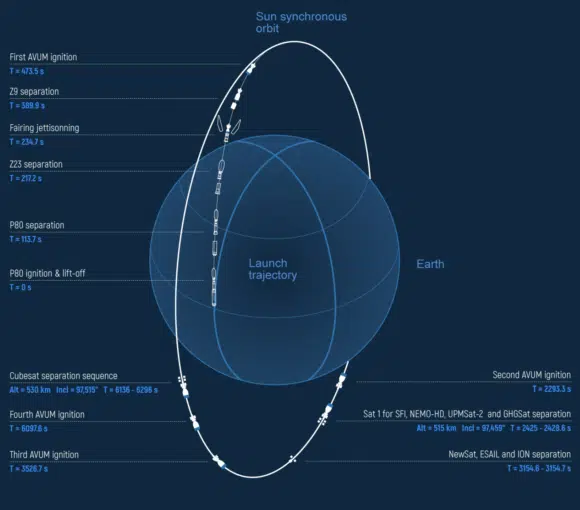 Sun synchronous
orbit
First AVUM ignition
T = 473.5 s
Z9 separation
T = 389.9 s
Fairing jettisonning
T = 234.7 s
Z23 separation
T = 217.2 s
P80 separation
T = 113.7 s
P80 ignition & lift-off
T = 0 s
Launch
trajectory
Earth
Cubesat separation sequence
Alt = 530 km Incl = 97,515° T = 6136 - 6296 s
Fourth AVUM ignition
T = 6097.6 s
Third AVUM ignition
T = 3526.7 s
Second AVUM ignition
T = 2293.3 s
Sat 1 for SFI, NEMO-HD, UPMSat-2 and GHGSat separation
Alt = 515 km Incl = 97,459° T = 2425 - 2428.6 s
NewSat, ESAIL and ION separation
T = 3154.6 - 3154.7 s